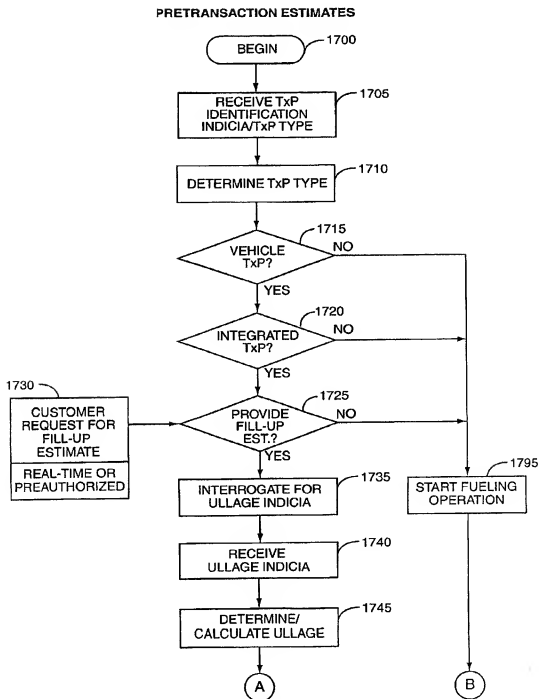 PRETRANSACTION ESTIMATES
BEGIN
1700
RECEIVE TxP
IDENTIFICATION
INDICIA/TxP TYPE
1705
DETERMINE TxP TYPE
1710
VEHICLE
TxP?
1715
NO
YES
INTEGRATED
TxP?
1720
NO
YES
1730
CUSTOMER
REQUEST FOR
FILL-UP
ESTIMATE
REAL-TIME OR
PREAUTHORIZED
PROVIDE
FILL-UP
EST.?
1725
NO
YES
INTERROGATE FOR
ULLAGE INDICIA
1735
START FUELING
OPERATION
1795
RECEIVE
ULLAGE INDICIA
1740
DETERMINE/
CALCULATE ULLAGE
1745
A
B